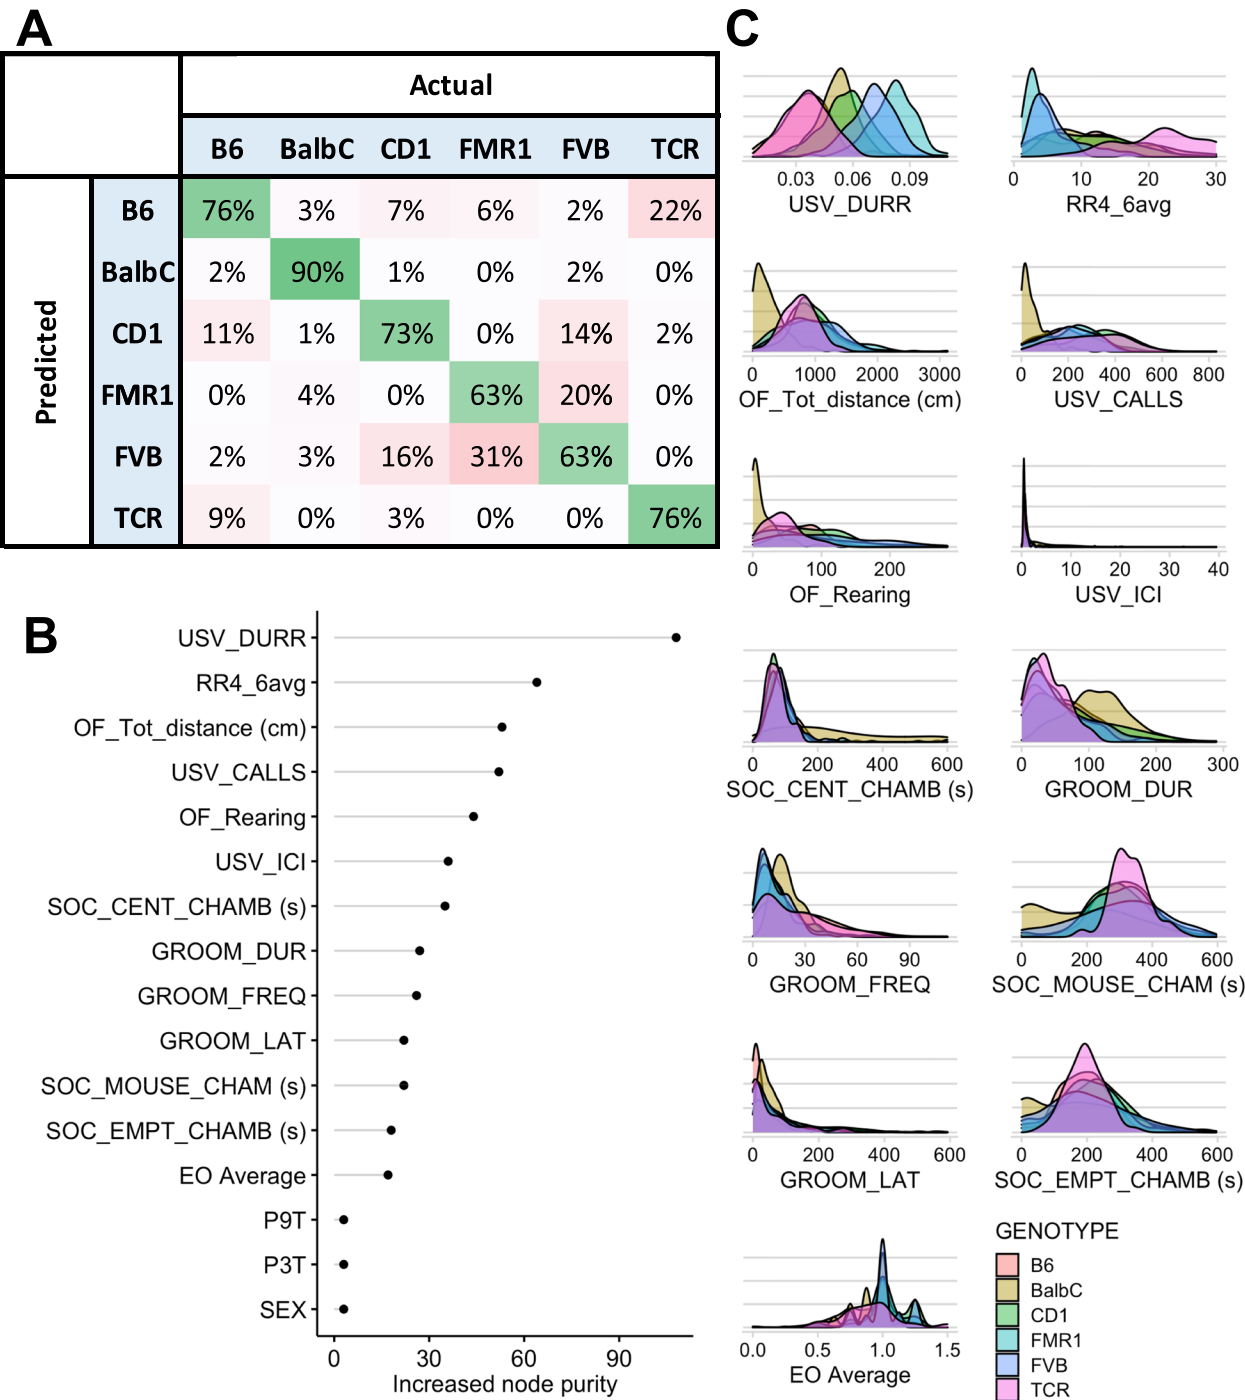 A
Actual
B6 BalbC CD1 FMR1 FVB TCR
Predicted
B6 76% 3% 7% 6% 2% 22%
BalbC 2% 90% 1% 0% 2% 0%
CD1 11% 1% 73% 0% 14% 2%
FMR1 0% 4% 0% 63% 20% 0%
FVB 2% 3% 16% 31% 63% 0%
TCR 9% 0% 3% 0% 0% 76%
B
USV_DURR
RR4_6avg
OF_Tot_distance (cm)
USV_CALLS
OF_Rearing
USV_ICI
SOC_CENT_CHAMB (s)
GROOM_DUR
GROOM_FREQ
GROOM_LAT
SOC_MOUSE_CHAM (s)
SOC_EMPT_CHAMB (s)
EO Average
P9T
P3T
SEX
0 30 60 90
Increased node purity
C
0.03 0.06 0.09
USV_DURR
0 10 20 30
RR4_6avg
0 1000 2000 3000
OF_Tot_distance (cm)
0 200 400 600 800
USV_CALLS
0 100 200
OF_Rearing
0 10 20 30 40
USV_ICI
0 200 400 600
SOC_CENT_CHAMB (s)
0 100 200 300
GROOM_DUR
0 30 60 90
GROOM_FREQ
0 200 400 600
SOC_MOUSE_CHAM (s)
0 200 400 600
GROOM_LAT
0 200 400 600
SOC_EMPT_CHAMB (s)
0.0 0.5 1.0 1.5
EO Average
GENOTYPE
B6
BalbC
CD1
FMR1
FVB
TCR